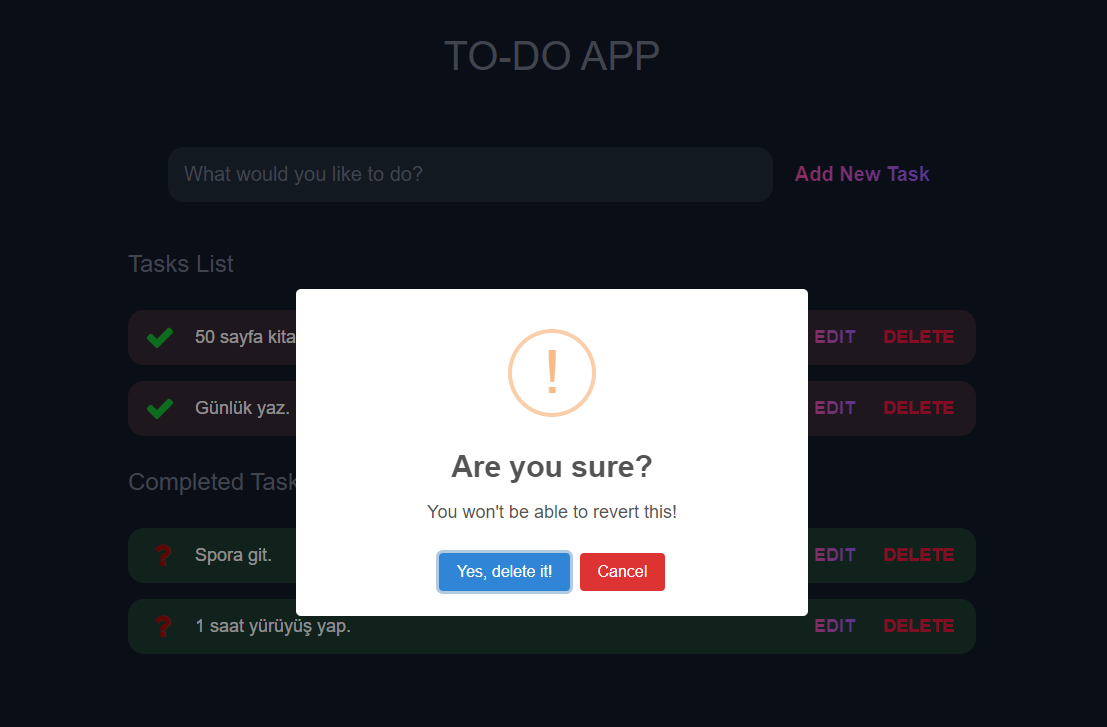 TO-DO APP
What would you like to do?
Add New Task
Tasks List
50 sayfa
EDIT
DELETE
Günlük yaz.
EDIT
DELETE
!
Are you sure?
You won't be able to revert this!
Yes, delete it!
Cancel
Completed
Spora git.
EDIT
DELETE
1 saat yürüyüş yap.
EDIT
DELETE